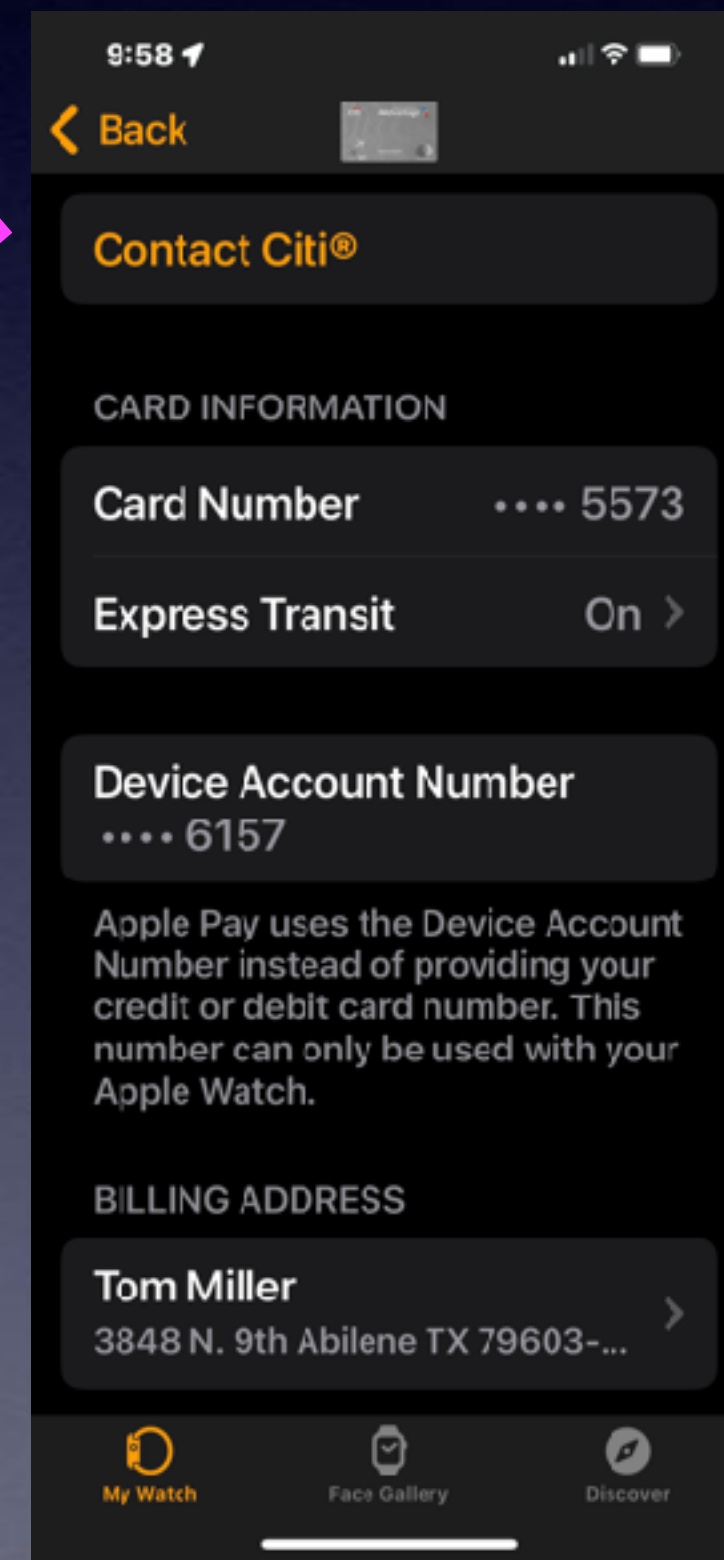 9:58
Back
Contact Citi®
CARD INFORMATION
Card Number •••• 5573
Express Transit On
Device Account Number
•••• 6157
Apple Pay uses the Device Account
Number instead of providing your
credit or debit card number. This
number can only be used with your
Apple Watch.
BILLING ADDRESS
Tom Miller
3848 N. 9th Abilene TX 79603-...
My Watch Face Gallery Discover